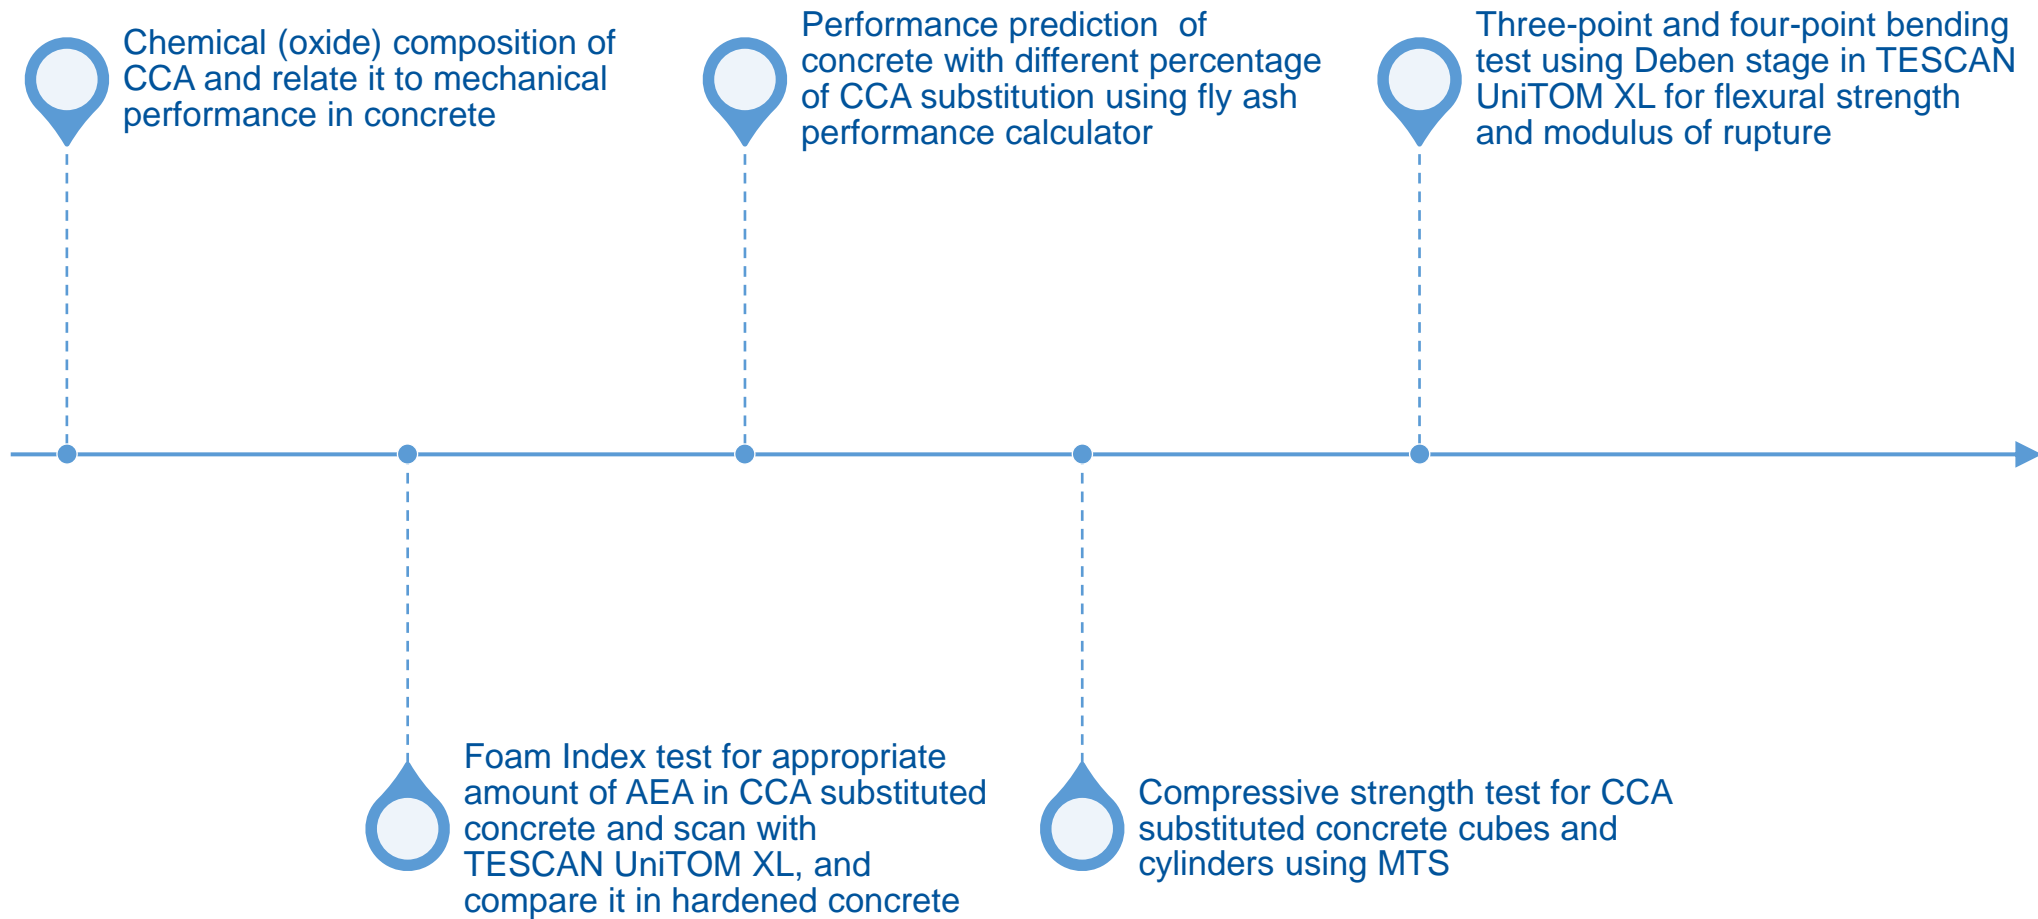 Chemical (oxide) composition of
CCA and relate it to mechanical
performance in concrete
Foam Index test for appropriate
amount of AEA in CCA substituted
concrete and scan with
TESCAN UniTOM XL, and
compare it in hardened concrete
Performance prediction  of
concrete with different percentage
of CCA substitution using fly ash
performance calculator
Compressive strength test for CCA
substituted concrete cubes and
cylinders using MTS
Three-point and four-point bending
test using Deben stage in TESCAN
UniTOM XL for flexural strength
and modulus of rupture